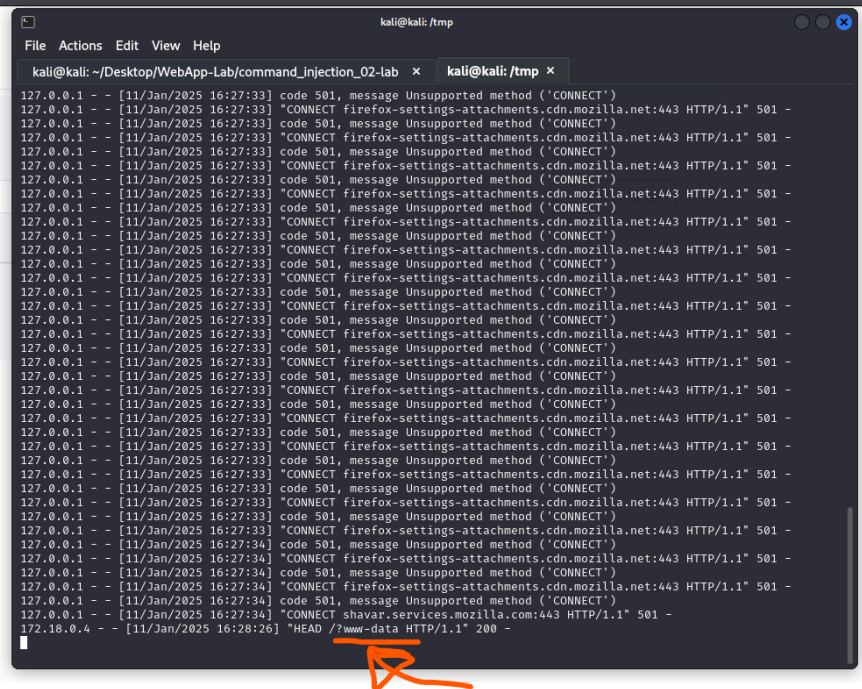 kali@kali: /tmp
File Actions Edit View Help
kali@kali: ~/Desktop/WebApp-Lab/command_injection_02-lab × kali@kali: /tmp ×
127.0.0.1 - - [11/Jan/2025 16:27:33] code 501, message Unsupported method ('CONNECT')
127.0.0.1 - - [11/Jan/2025 16:27:33] "CONNECT firefox-settings-attachments.cdn.mozilla.net:443 HTTP/1.1" 501 -
127.0.0.1 - - [11/Jan/2025 16:27:33] code 501, message Unsupported method ('CONNECT')
127.0.0.1 - - [11/Jan/2025 16:27:33] "CONNECT firefox-settings-attachments.cdn.mozilla.net:443 HTTP/1.1" 501 -
127.0.0.1 - - [11/Jan/2025 16:27:33] code 501, message Unsupported method ('CONNECT')
127.0.0.1 - - [11/Jan/2025 16:27:33] "CONNECT firefox-settings-attachments.cdn.mozilla.net:443 HTTP/1.1" 501 -
127.0.0.1 - - [11/Jan/2025 16:27:33] code 501, message Unsupported method ('CONNECT')
127.0.0.1 - - [11/Jan/2025 16:27:33] "CONNECT firefox-settings-attachments.cdn.mozilla.net:443 HTTP/1.1" 501 -
127.0.0.1 - - [11/Jan/2025 16:27:33] code 501, message Unsupported method ('CONNECT')
127.0.0.1 - - [11/Jan/2025 16:27:33] "CONNECT firefox-settings-attachments.cdn.mozilla.net:443 HTTP/1.1" 501 -
127.0.0.1 - - [11/Jan/2025 16:27:33] code 501, message Unsupported method ('CONNECT')
127.0.0.1 - - [11/Jan/2025 16:27:33] "CONNECT firefox-settings-attachments.cdn.mozilla.net:443 HTTP/1.1" 501 -
127.0.0.1 - - [11/Jan/2025 16:27:33] code 501, message Unsupported method ('CONNECT')
127.0.0.1 - - [11/Jan/2025 16:27:33] "CONNECT firefox-settings-attachments.cdn.mozilla.net:443 HTTP/1.1" 501 -
127.0.0.1 - - [11/Jan/2025 16:27:33] code 501, message Unsupported method ('CONNECT')
127.0.0.1 - - [11/Jan/2025 16:27:33] "CONNECT firefox-settings-attachments.cdn.mozilla.net:443 HTTP/1.1" 501 -
127.0.0.1 - - [11/Jan/2025 16:27:33] code 501, message Unsupported method ('CONNECT')
127.0.0.1 - - [11/Jan/2025 16:27:33] "CONNECT firefox-settings-attachments.cdn.mozilla.net:443 HTTP/1.1" 501 -
127.0.0.1 - - [11/Jan/2025 16:27:33] code 501, message Unsupported method ('CONNECT')
127.0.0.1 - - [11/Jan/2025 16:27:33] "CONNECT firefox-settings-attachments.cdn.mozilla.net:443 HTTP/1.1" 501 -
127.0.0.1 - - [11/Jan/2025 16:27:33] code 501, message Unsupported method ('CONNECT')
127.0.0.1 - - [11/Jan/2025 16:27:33] "CONNECT firefox-settings-attachments.cdn.mozilla.net:443 HTTP/1.1" 501 -
127.0.0.1 - - [11/Jan/2025 16:27:33] code 501, message Unsupported method ('CONNECT')
127.0.0.1 - - [11/Jan/2025 16:27:33] "CONNECT firefox-settings-attachments.cdn.mozilla.net:443 HTTP/1.1" 501 -
127.0.0.1 - - [11/Jan/2025 16:27:33] code 501, message Unsupported method ('CONNECT')
127.0.0.1 - - [11/Jan/2025 16:27:33] "CONNECT firefox-settings-attachments.cdn.mozilla.net:443 HTTP/1.1" 501 -
127.0.0.1 - - [11/Jan/2025 16:27:33] code 501, message Unsupported method ('CONNECT')
127.0.0.1 - - [11/Jan/2025 16:27:33] "CONNECT firefox-settings-attachments.cdn.mozilla.net:443 HTTP/1.1" 501 -
127.0.0.1 - - [11/Jan/2025 16:27:33] code 501, message Unsupported method ('CONNECT')
127.0.0.1 - - [11/Jan/2025 16:27:33] "CONNECT firefox-settings-attachments.cdn.mozilla.net:443 HTTP/1.1" 501 -
127.0.0.1 - - [11/Jan/2025 16:27:33] code 501, message Unsupported method ('CONNECT')
127.0.0.1 - - [11/Jan/2025 16:27:33] "CONNECT firefox-settings-attachments.cdn.mozilla.net:443 HTTP/1.1" 501 -
127.0.0.1 - - [11/Jan/2025 16:27:34] code 501, message Unsupported method ('CONNECT')
127.0.0.1 - - [11/Jan/2025 16:27:34] "CONNECT firefox-settings-attachments.cdn.mozilla.net:443 HTTP/1.1" 501 -
127.0.0.1 - - [11/Jan/2025 16:27:34] code 501, message Unsupported method ('CONNECT')
127.0.0.1 - - [11/Jan/2025 16:27:34] "CONNECT firefox-settings-attachments.cdn.mozilla.net:443 HTTP/1.1" 501 -
127.0.0.1 - - [11/Jan/2025 16:27:34] code 501, message Unsupported method ('CONNECT')
127.0.0.1 - - [11/Jan/2025 16:27:34] "CONNECT shavar.services.mozilla.com:443 HTTP/1.1" 501 -
172.18.0.4 - - [11/Jan/2025 16:28:26] "HEAD /?www-data HTTP/1.1" 200 -